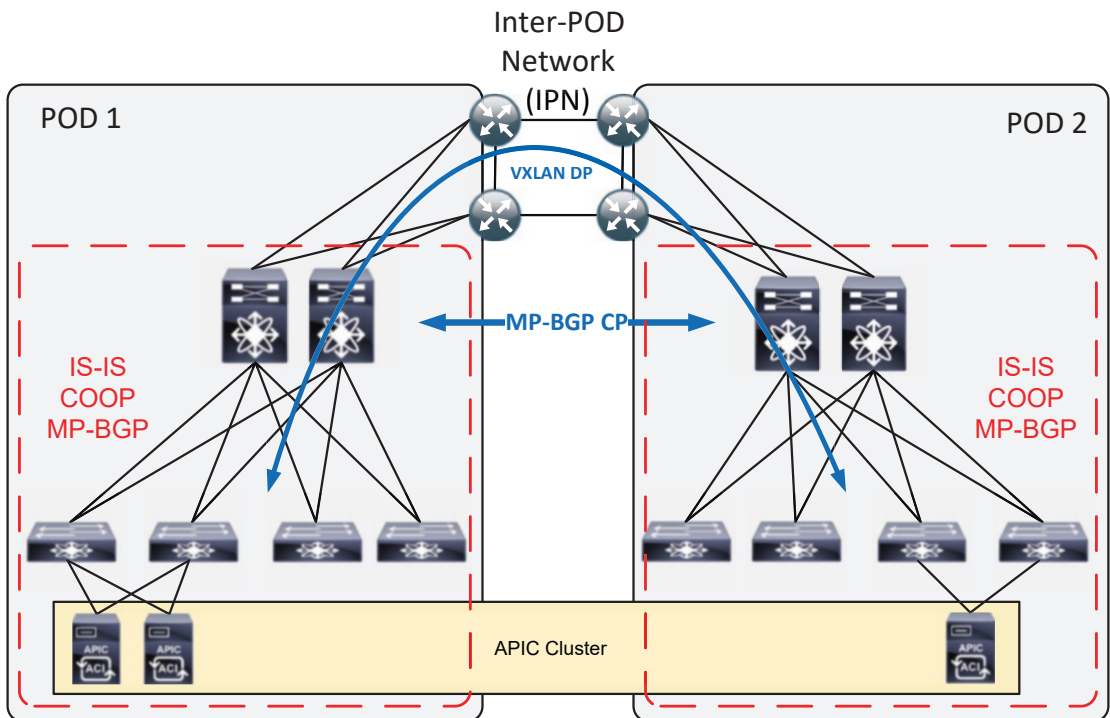 Inter-POD
Network
(IPN)
POD 1
POD 2
VXLAN DP
MP-BGP CP
IS-IS
COOP
MP-BGP
IS-IS
COOP
MP-BGP
APIC Cluster
APIC
ACI
APIC
ACI
APIC
ACI